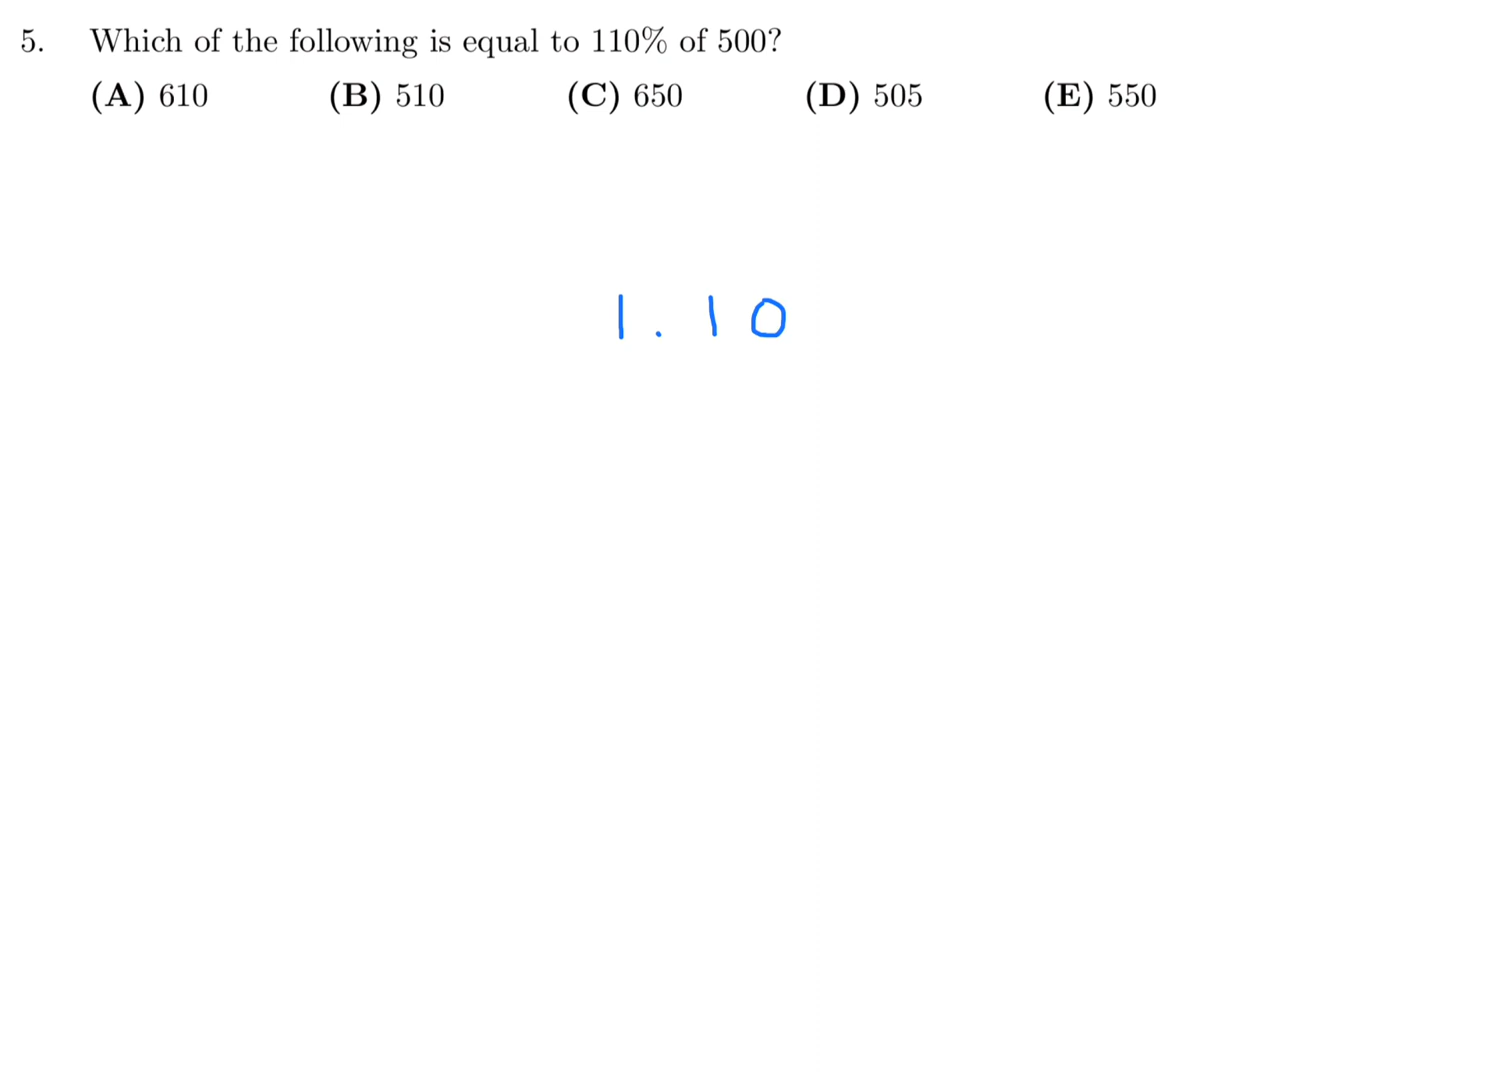 5. Which of the following is equal to 110% of 500?
(A) 610 (B) 510 (C) 650 (D) 505 (E) 550
1.10